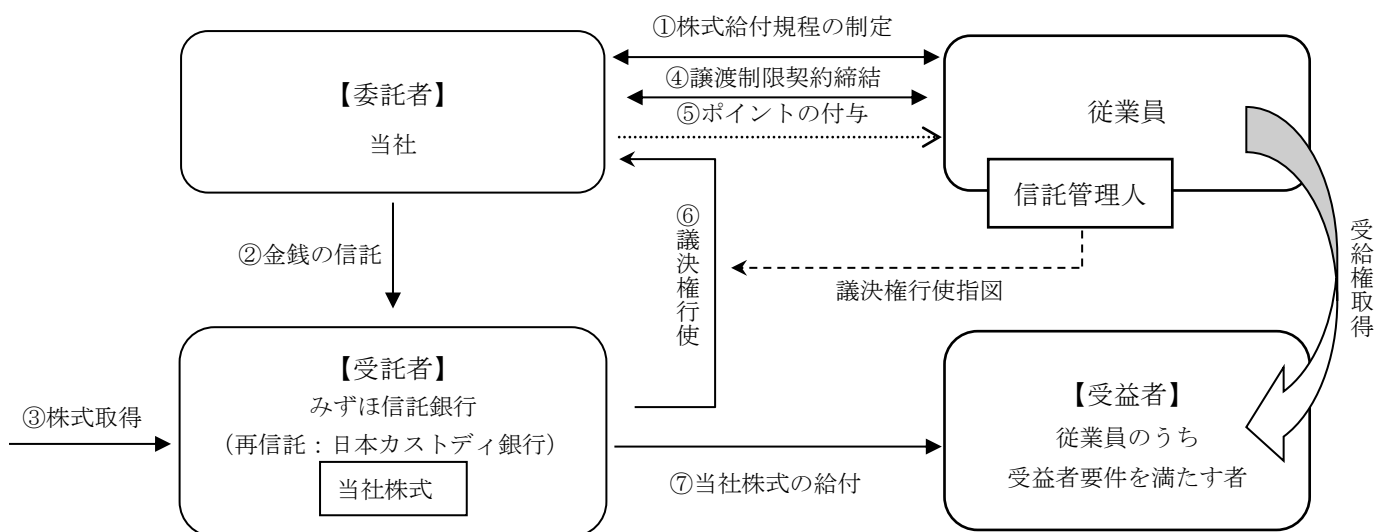 ①株式給付規程の制定
④譲渡制限契約締結
⑤ポイントの付与
【委託者】
当社
従業員
信託管理人
②金銭の信託
⑥議決権行使
議決権行使指図
受給権取得
③株式取得
【受託者】
みずほ信託銀行
(再信託：日本カストディ銀行)
当社株式
⑦当社株式の給付
【受益者】
従業員のうち
受益者要件を満たす者